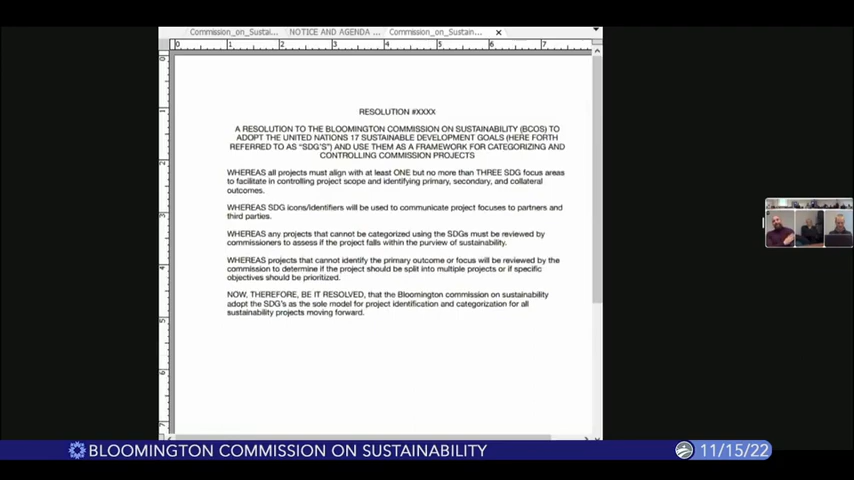 Commission_on_Sustai...
NOTICE AND AGENDA ...
Commission_on_Sustain...
0 1 2 3 4 5 6 7
RESOLUTION #XXXX
A RESOLUTION TO THE BLOOMINGTON COMMISSION ON SUSTAINABILITY (BCOS) TO
ADOPT THE UNITED NATIONS 17 SUSTAINABLE DEVELOPMENT GOALS (HERE FORTH
REFERRED TO AS "SDG'S") AND USE THEM AS A FRAMEWORK FOR CATEGORIZING AND
CONTROLLING COMMISSION PROJECTS
WHEREAS all projects must align with at least ONE but no more than THREE SDG focus areas
to facilitate in controlling project scope and identifying primary, secondary, and collateral
outcomes.
WHEREAS SDG icons/identifiers will be used to communicate project focuses to partners and
third parties.
WHEREAS any projects that cannot be categorized using the SDGs must be reviewed by
commissioners to assess if the project falls within the purview of sustainability.
WHEREAS projects that cannot identify the primary outcome or focus will be reviewed by the
commission to determine if the project should be split into multiple projects or if specific
objectives should be prioritized.
NOW, THEREFORE, BE IT RESOLVED, that the Bloomington commission on sustainability
adopt the SDG's as the sole model for project identification and categorization for all
sustainability projects moving forward.
BLOOMINGTON COMMISSION ON SUSTAINABILITY
11/15/22